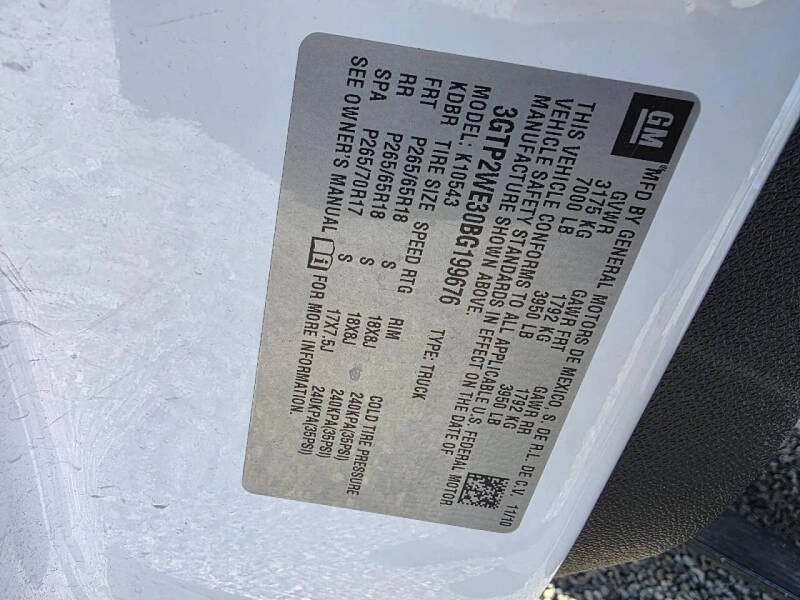 GM
MFD BY GENERAL MOTORS DE MEXICO, S. DE R.L. DE C.V. 11/10
GVWR GAWR FRT GAWR RR
3175 KG 1792 KG 1792 KG
7000 LB 3950 LB 3950 LB
THIS VEHICLE CONFORMS TO ALL APPLICABLE U.S. FEDERAL MOTOR
VEHICLE SAFETY STANDARDS IN EFFECT ON THE DATE OF
MANUFACTURE SHOWN ABOVE.
3GTP2WE30BG199676 TYPE: TRUCK
MODEL: K10543
KDBR TIRE SIZE SPEED RTG RIM COLD TIRE PRESSURE
FRT P265/65R18 S 18X8J 240KPA(35PSI)
RR P265/65R18 S 18X8J 240KPA(35PSI)
SPA P265/70R17 S 17X7.5J 240KPA(35PSI)
SEE OWNER'S MANUAL FOR MORE INFORMATION.